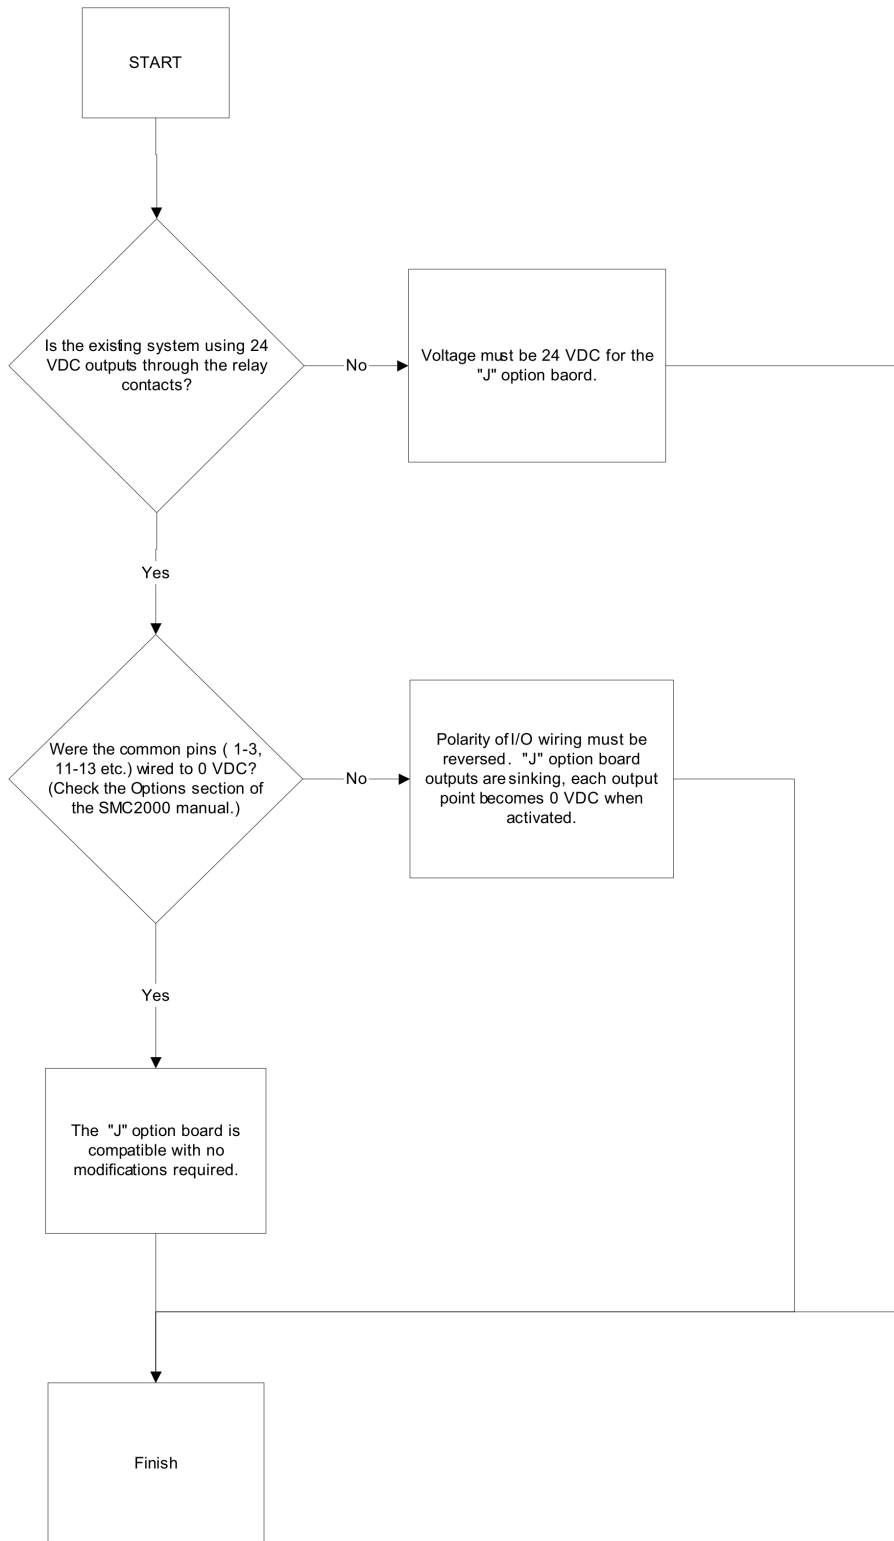 START
Is the existing system using 24
VDC outputs through the relay
contacts?
No
Voltage must be 24 VDC for the
"J" option baord.
Yes
Were the common pins ( 1-3,
11-13 etc.) wired to 0 VDC?
(Check the Options section of
the SMC2000 manual.)
No
Polarity of I/O wiring must be
reversed.  "J" option board
outputs are sinking, each output
point becomes 0 VDC when
activated.
Yes
The  "J" option board is
compatible with no
modifications required.
Finish